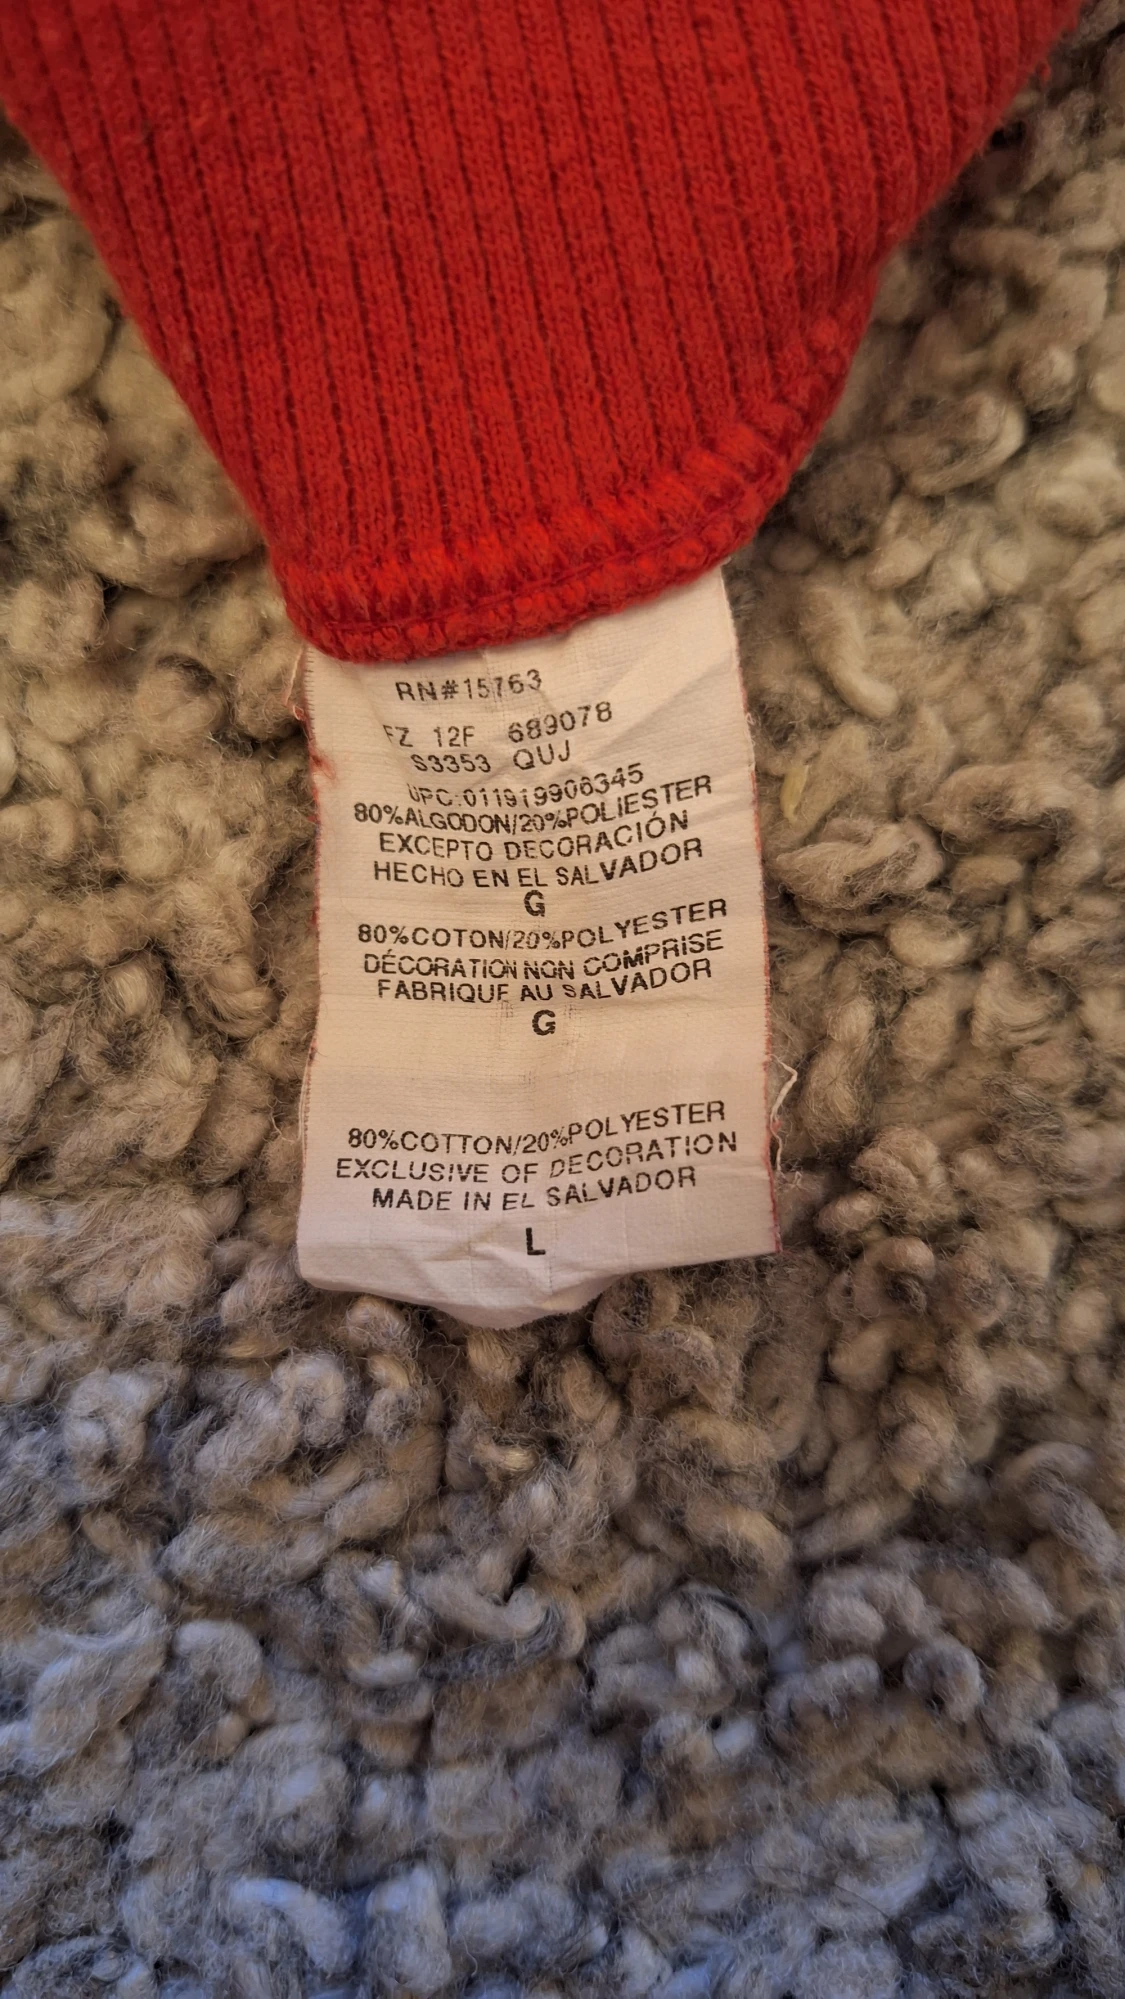 RN#15763
FZ 12F 689078
S3353 QUJ
UPC:011919906345
80%ALGODON/20%POLIESTER
EXCEPTO DECORACIÓN
HECHO EN EL SALVADOR
G
80%COTON/20%POLYESTER
DÉCORATION NON COMPRISE
FABRIQUE AU SALVADOR
G
80%COTTON/20%POLYESTER
EXCLUSIVE OF DECORATION
MADE IN EL SALVADOR
L